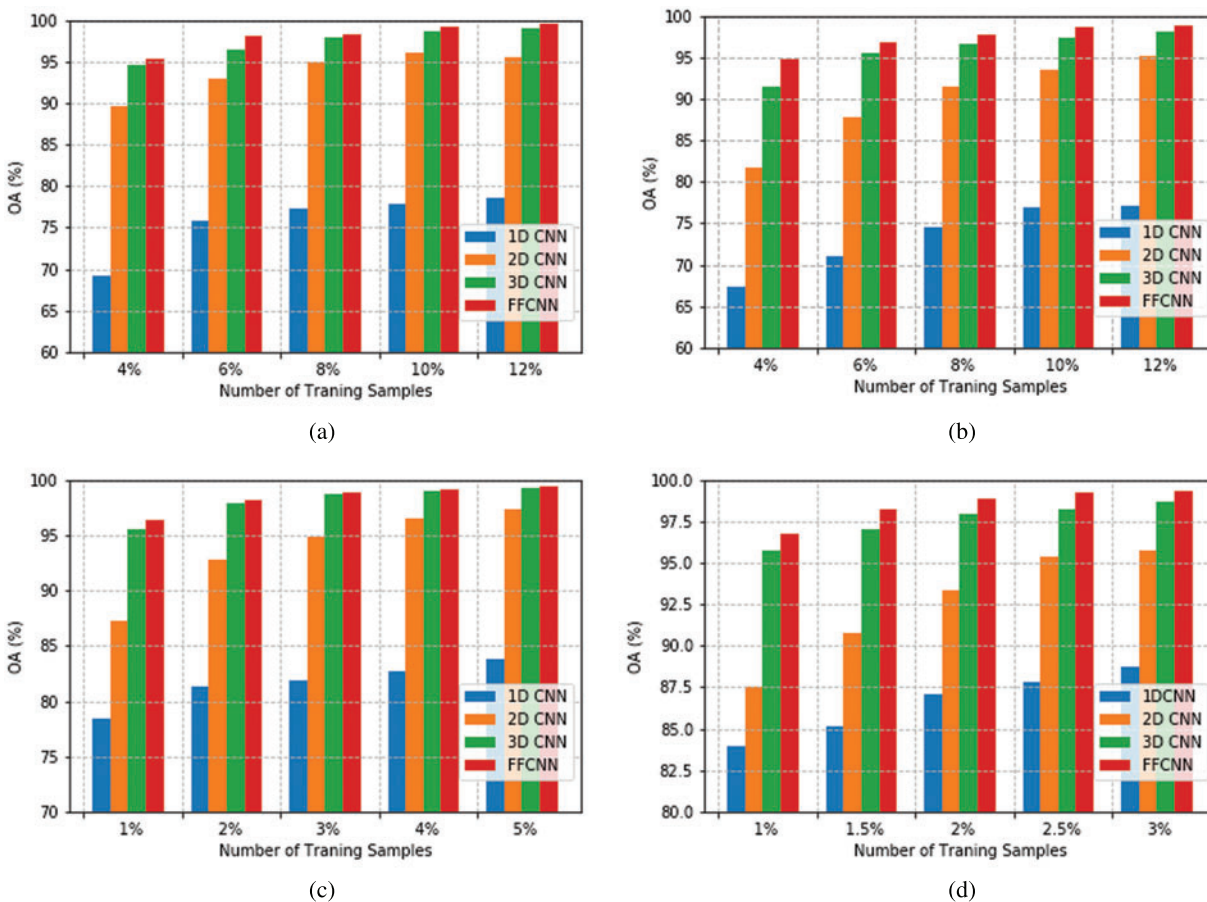 100
95
90
85
80
75
70
65
60
OA (%)
4% 6% 8% 10% 12%
Number of Traning Samples
1D CNN
2D CNN
3D CNN
FFCNN
(a)
100
95
90
85
80
75
70
65
60
OA (%)
4% 6% 8% 10% 12%
Number of Traning Samples
1D CNN
2D CNN
3D CNN
FFCNN
(b)
100
95
90
85
80
75
70
OA (%)
1% 2% 3% 4% 5%
Number of Traning Samples
1D CNN
2D CNN
3D CNN
FFCNN
(c)
100.0
97.5
95.0
92.5
90.0
87.5
85.0
82.5
80.0
OA (%)
1% 1.5% 2% 2.5% 3%
Number of Traning Samples
1DCNN
2D CNN
3D CNN
FFCNN
(d)